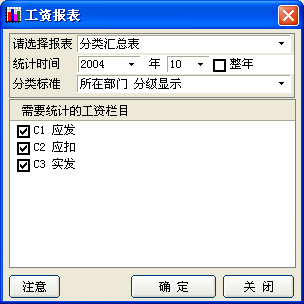 工资报表
请选择报表 分类汇总表
统计时间 2004 年 10 整年
分类标准 所在部门 分级显示
需要统计的工资栏目
C1 应发
C2 应扣
C3 实发
注意 确 定 关 闭